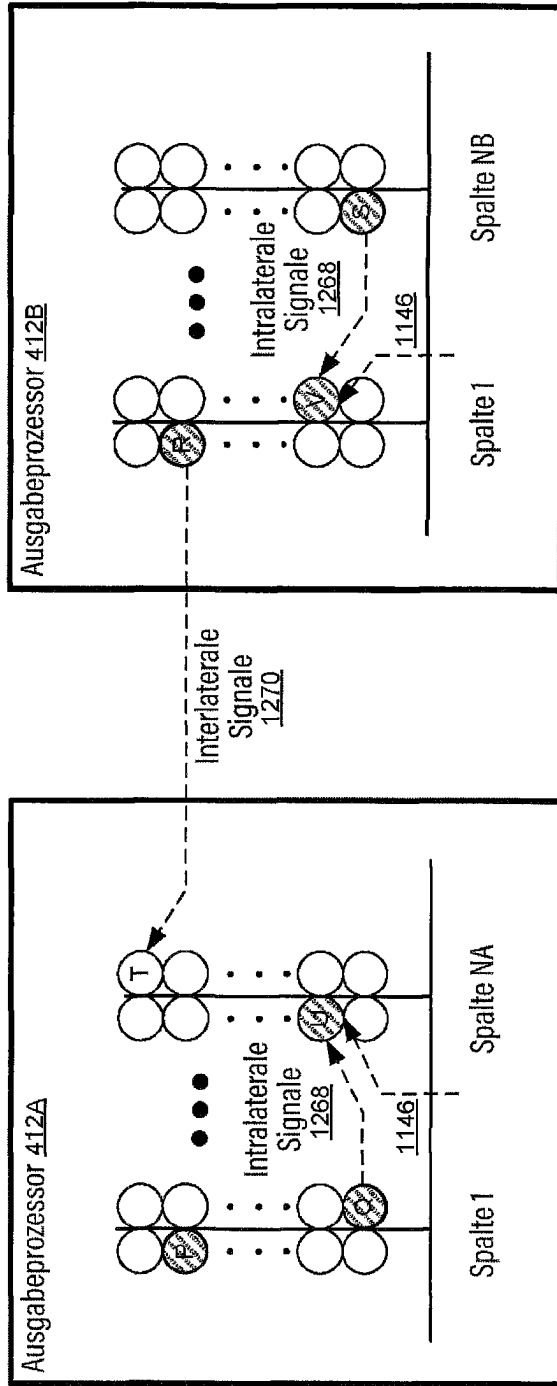 Ausgabeprozessor 412A
P
Q
Spalte 1
Intralaterale
Signale
1268
U
1146
T
Spalte NA
Interlaterale
Signale
1270
Ausgabeprozessor 412B
R
V
Spalte 1
Intralaterale
Signale
1268
1146
S
Spalte NB